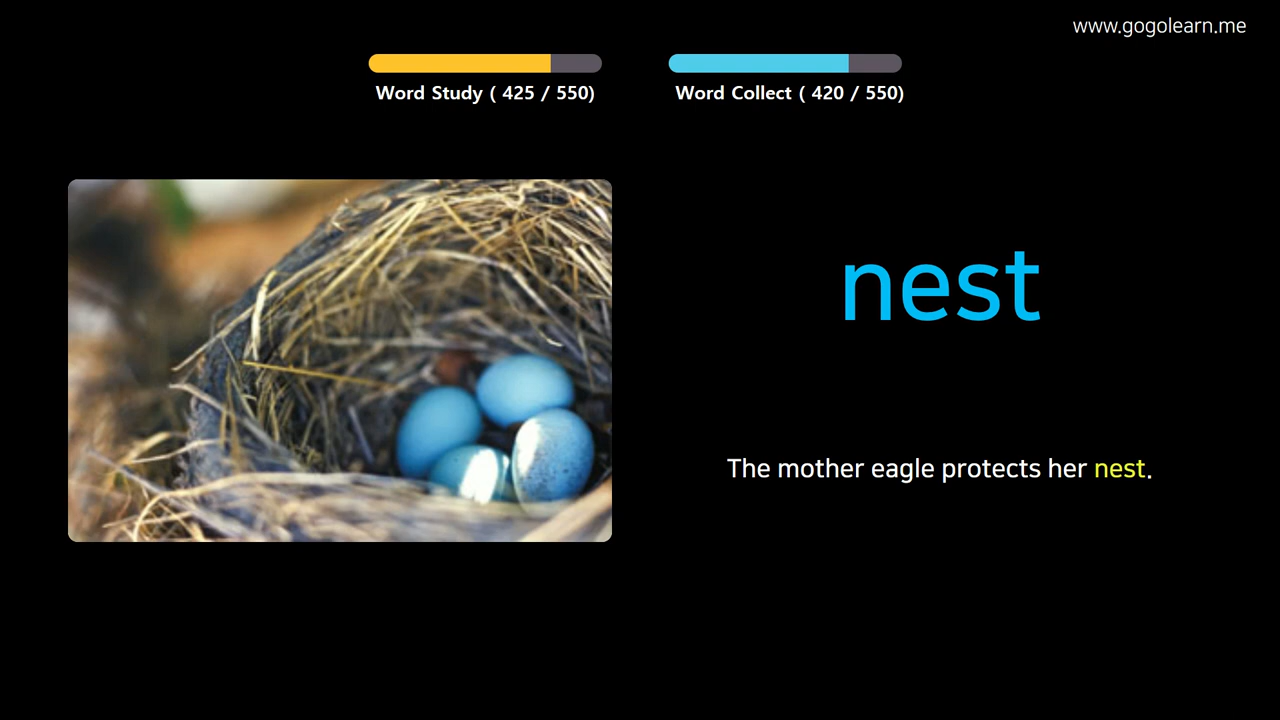 www.gogolearn.me
Word Study ( 425 / 550)
Word Collect ( 420 / 550)
nest
The mother eagle protects her nest.